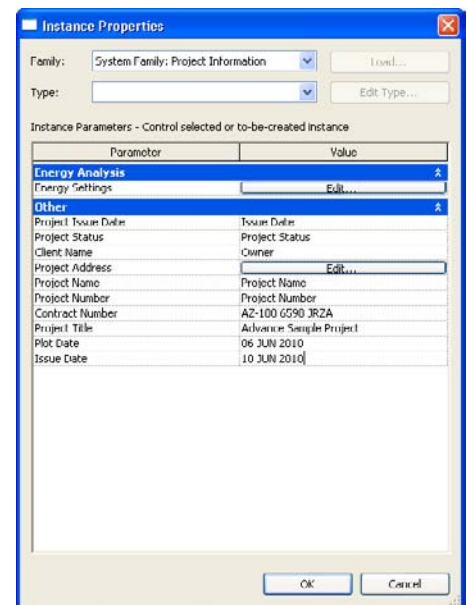 Instance Properties
Family: System Family: Project Information Load...
Type: Edit Type...
Instance Parameters - Control selected or to-be-created instance
Parameter Value
Energy Analysis
Energy Settings Edit...
Other
Project Issue Date Issue Date
Project Status Project Status
Client Name Owner
Project Address Edit...
Project Name Project Name
Project Number Project Number
Contract Number AZ-100 6590 JRZA
Project Title Advance Sample Project
Plot Date 06 JUN 2010
Issue Date 10 JUN 2010
OK Cancel